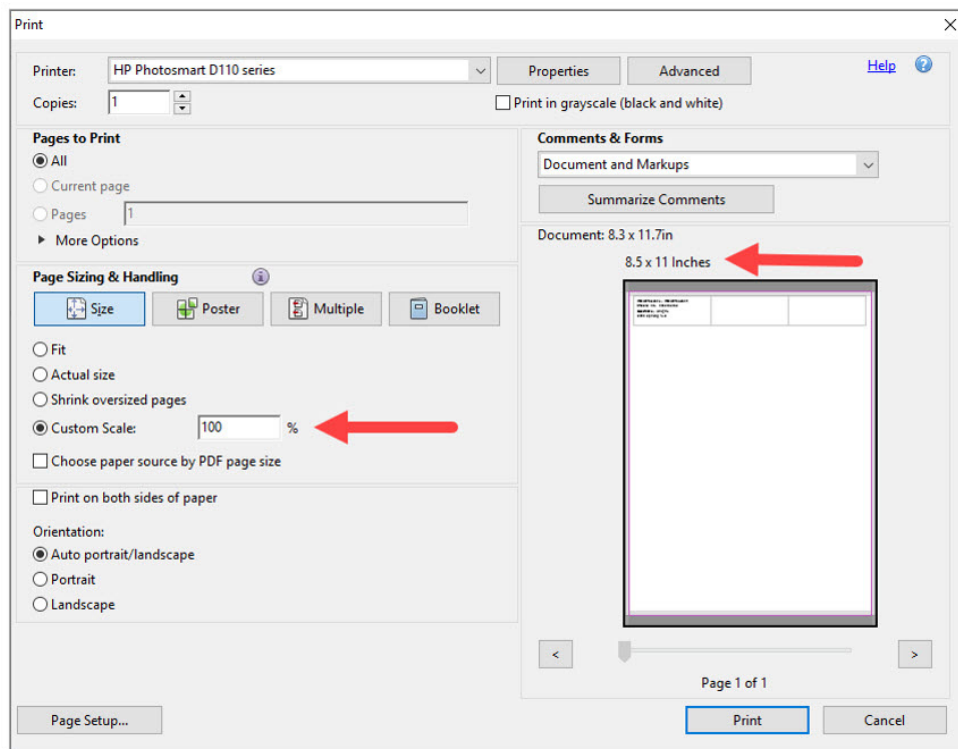 Print
Printer: HP Photosmart D110 series Properties Advanced Help
Copies: 1 Print in grayscale (black and white)
Pages to Print
All
Current page
Pages 1
More Options
Comments & Forms
Document and Markups
Summarize Comments
Page Sizing & Handling
Size Poster Multiple Booklet
Fit
Actual size
Shrink oversized pages
Custom Scale: 100 %
Choose paper source by PDF page size
Print on both sides of paper
Orientation:
Auto portrait/landscape
Portrait
Landscape
Document: 8.3 x 11.7in
8.5 x 11 Inches
< >
Page 1 of 1
Page Setup... Print Cancel